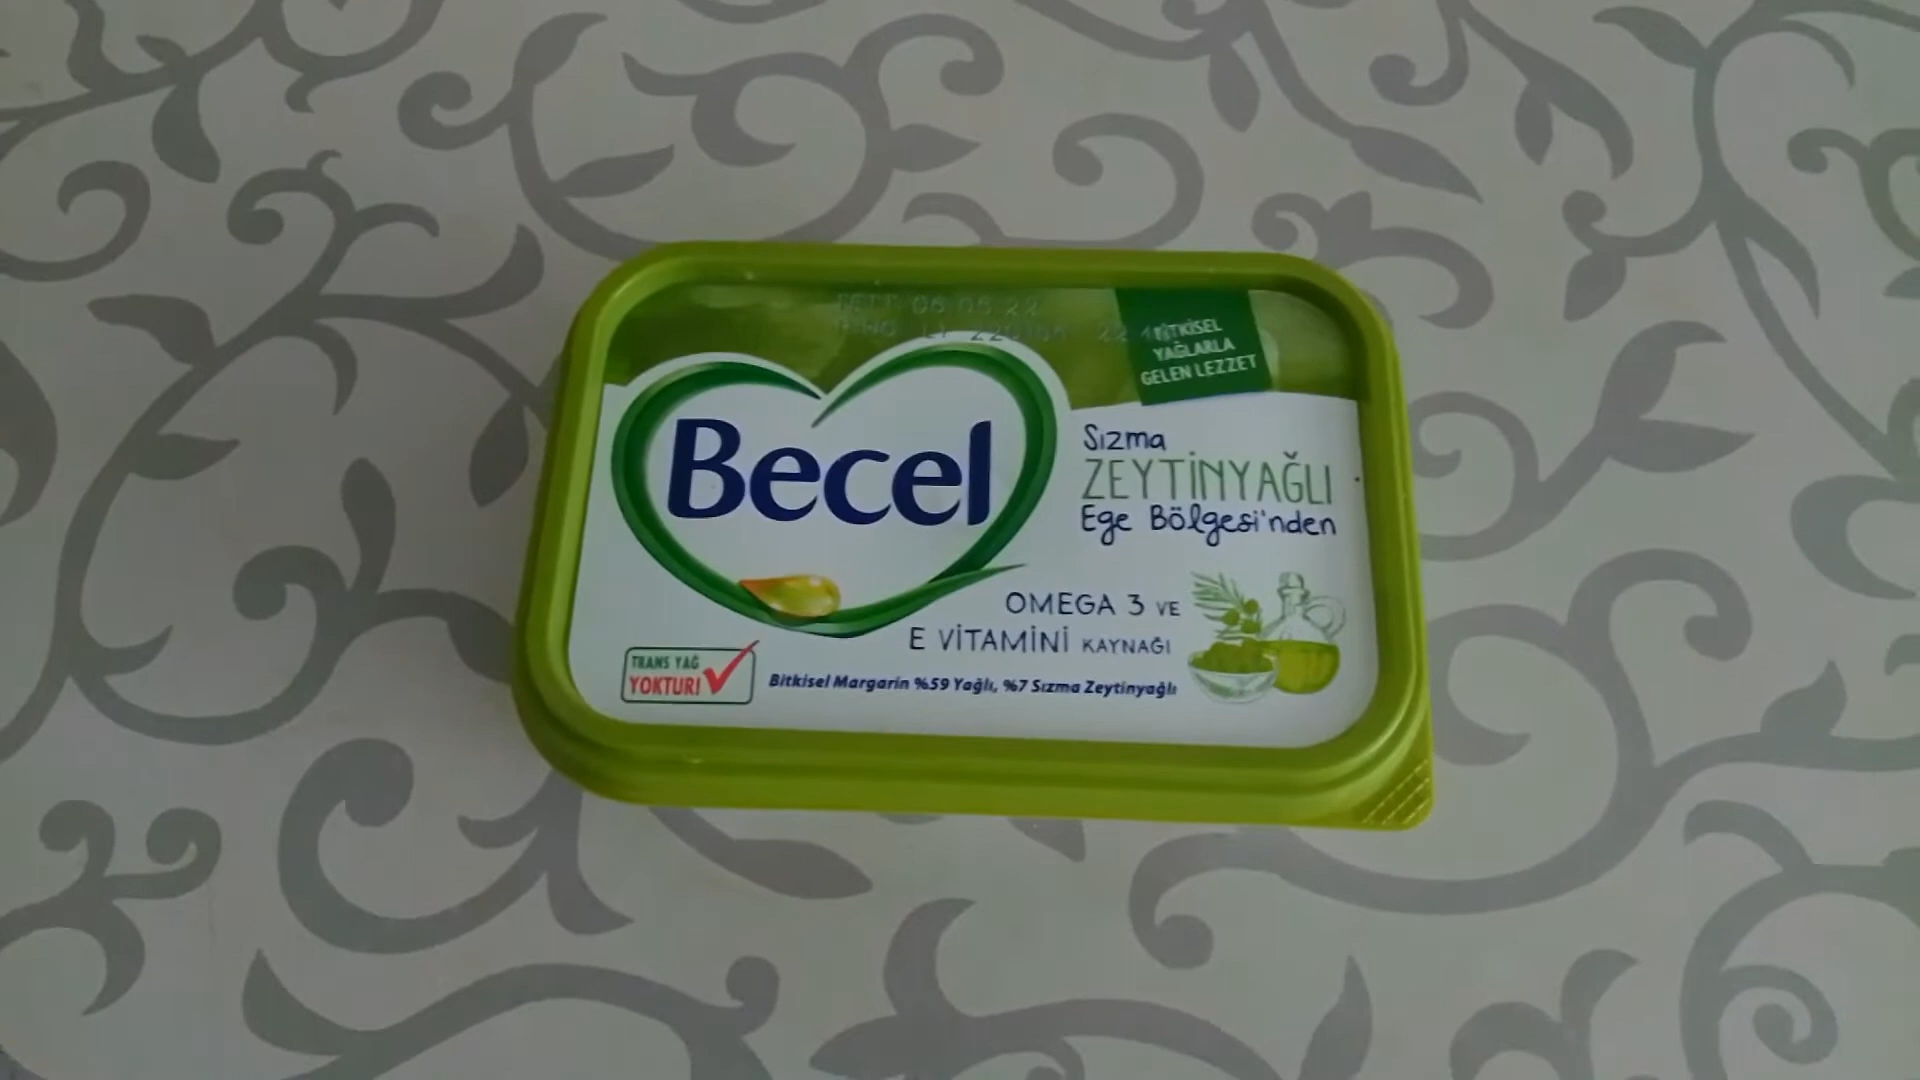 BİTKİSEL
YAĞLARLA
GELEN LEZZET
Becel
Sızma
ZEYTİNYAĞLI
Ege Bölgesi'nden
OMEGA 3 VE
E VİTAMİNİ KAYNAĞI
TRANS YAĞ
YOKTUR!
Bitkisel Margarin %59 Yağlı, %7 Sızma Zeytinyağlı